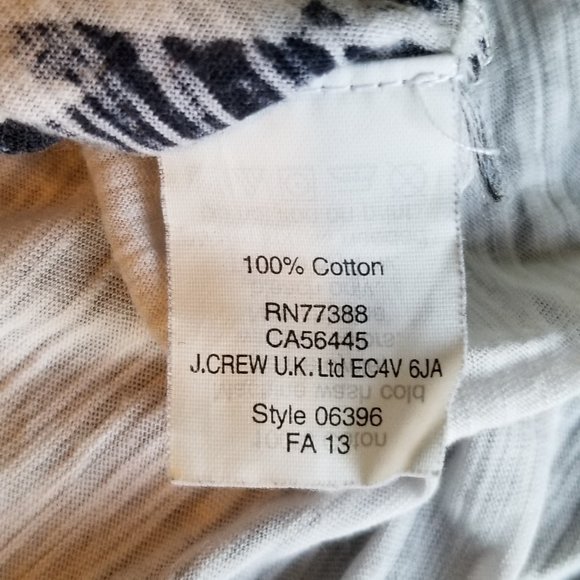 100% Cotton
RN77388
CA56445
J.CREW U.K. Ltd EC4V 6JA
Style 06396
FA 13